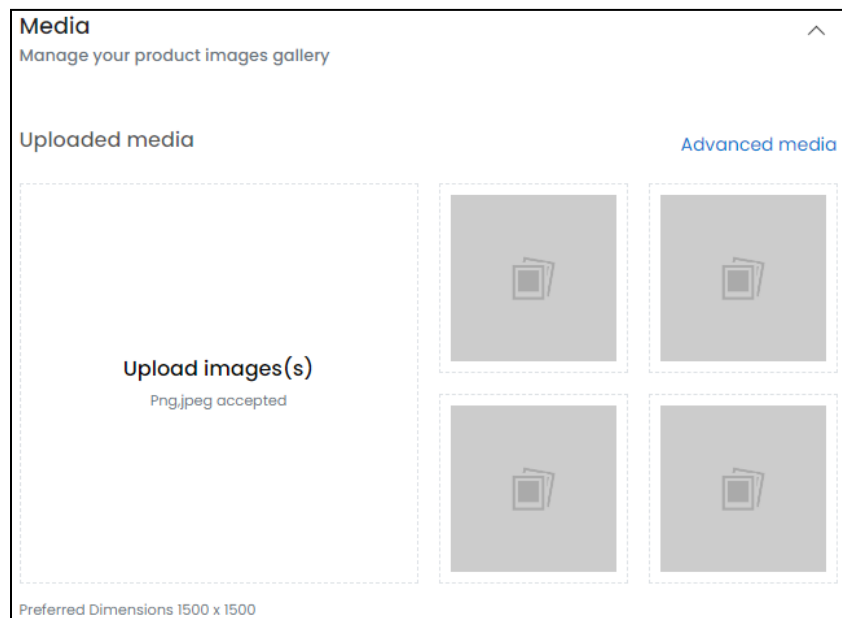 Media
Manage your product images gallery
Uploaded media
Advanced media
Upload images(s)
Png,jpeg accepted
Preferred Dimensions 1500 x 1500